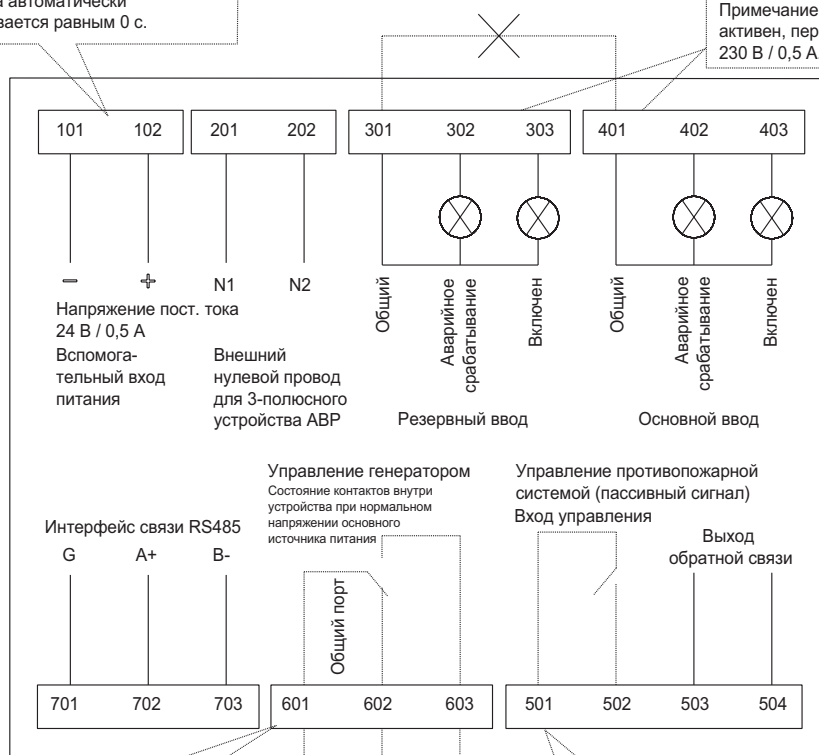 автоматически
вается равным 0 с.
Примечание
активен, пер
230 В / 0,5 А
101 102 201 202 301 302 303 401 402 403
N1 N2
Напряжение пост. тока
24 В / 0,5 А
Вспомога-
тельный вход
питания
Внешний
нулевой провод
для 3-полюсного
устройства АВР
Общий
Аварийное
срабатывание
Включен
Резервный ввод
Общий
Аварийное
срабатывание
Включен
Основной ввод
Интерфейс связи RS485
G A+ B-
Управление генератором
Состояние контактов внутри
устройства при нормальном
напряжении основного
источника питания
Общий порт
Управление противопожарной
системой (пассивный сигнал)
Вход управления
Выход
обратной связи
701 702 703 601 602 603 501 502 503 504